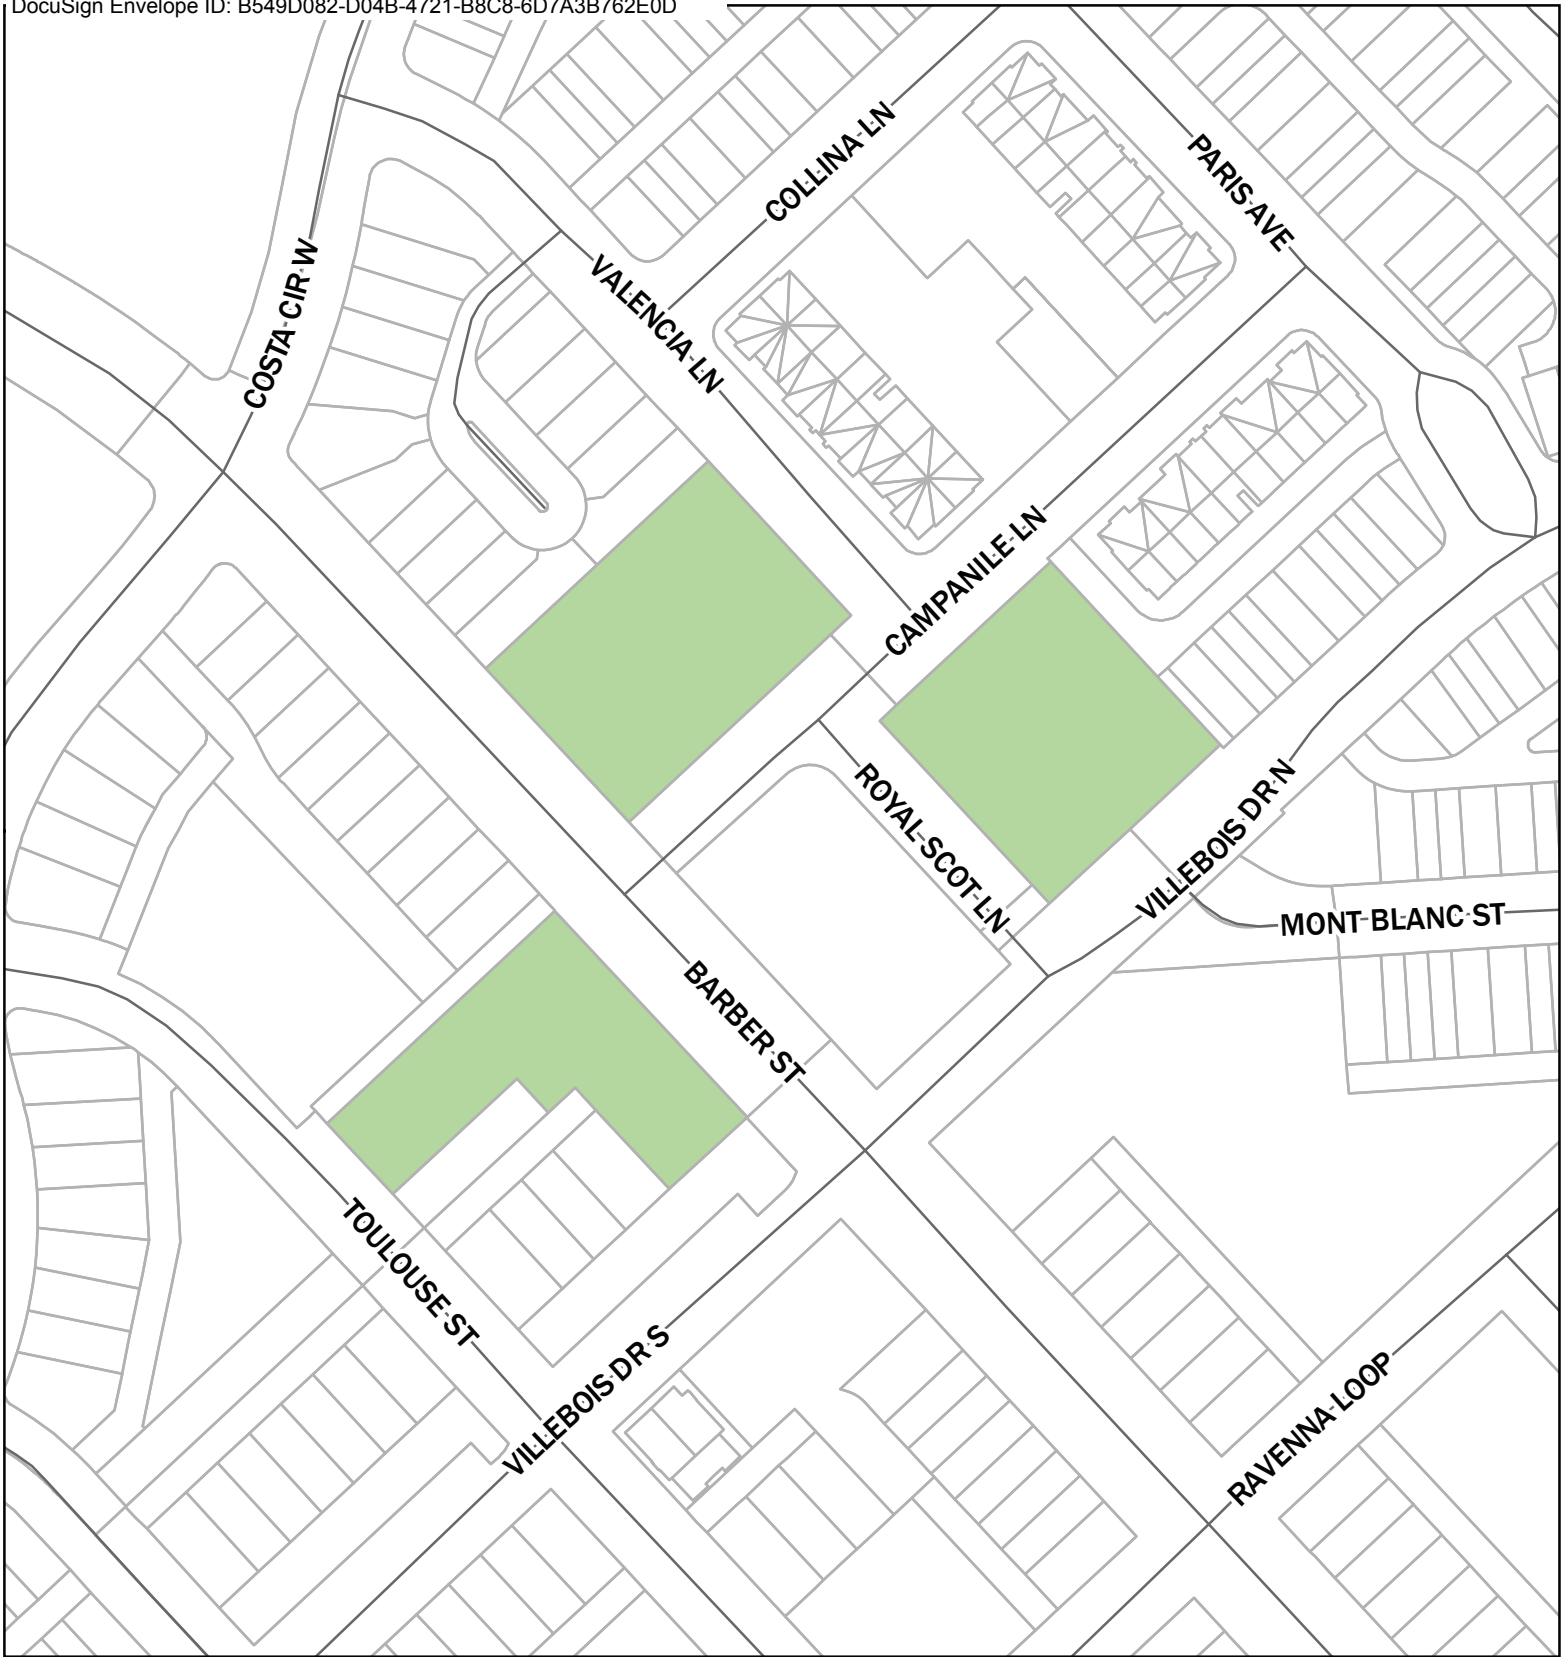 DocuSign Envelope ID: B549D082-D04B-4721-B8C8-6D7A3B762E0D
COLLINA LN
PARIS AVE
COSTA CIR W
VALENCIA LN
CAMPANILE LN
ROYAL SCOT LN
VILLEBOIS DR N
MONT BLANC ST
BARBER ST
TOULOUSE ST
VILLEBOIS DR S
RAVENNA LOOP